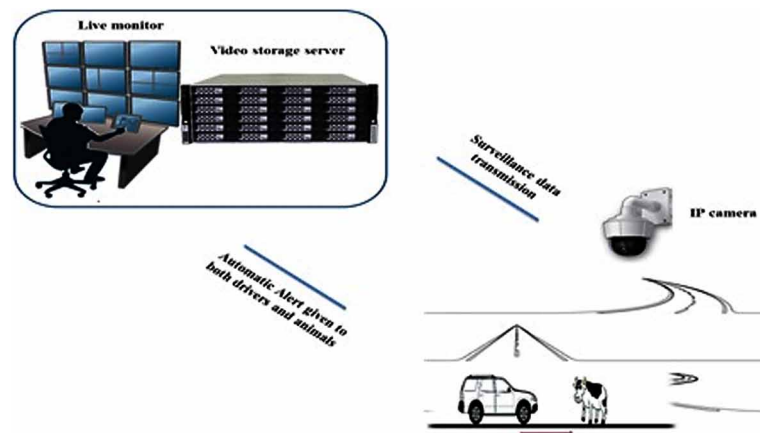 Live monitor
Video storage server
Surveillance data
transmission
IP camera
Automatic Alert given to
both drivers and animals